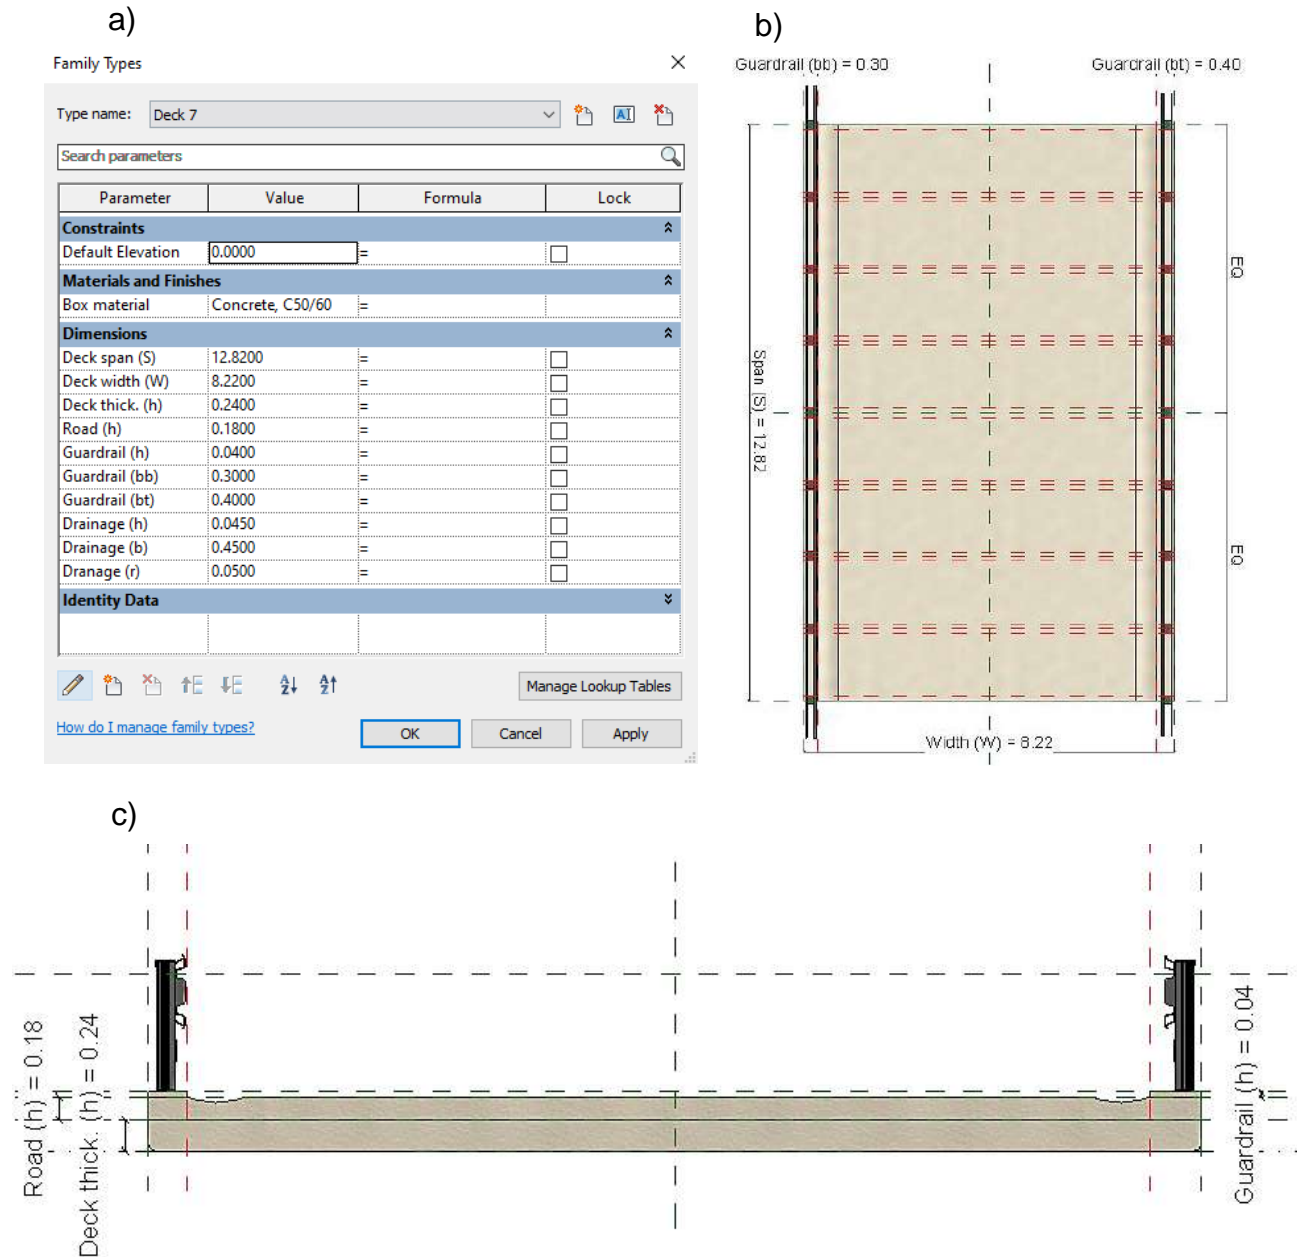 a)
Family Types
Type name:
Deck 7
Search parameters
Parameter Value Formula Lock
Constraints
Default Elevation 0.0000 =
Materials and Finishes
Box material Concrete, C50/60 =
Dimensions
Deck span (S) 12.8200 =
Deck width (W) 8.2200 =
Deck thick. (h) 0.2400 =
Road (h) 0.1800 =
Guardrail (h) 0.0400 =
Guardrail (bb) 0.3000 =
Guardrail (bt) 0.4000 =
Drainage (h) 0.0450 =
Drainage (b) 0.4500 =
Dranage (r) 0.0500 =
Identity Data
Manage Lookup Tables
How do I manage family types?
OK Cancel Apply
b)
Guardrail (bb) = 0.30
Guardrail (bt) = 0.40
EQ
Span (S) = 12.82
EQ
Width (W) = 8.22
c)
Road (h) = 0.18
Deck thick. (h) = 0.24
Guardrail (h) = 0.04